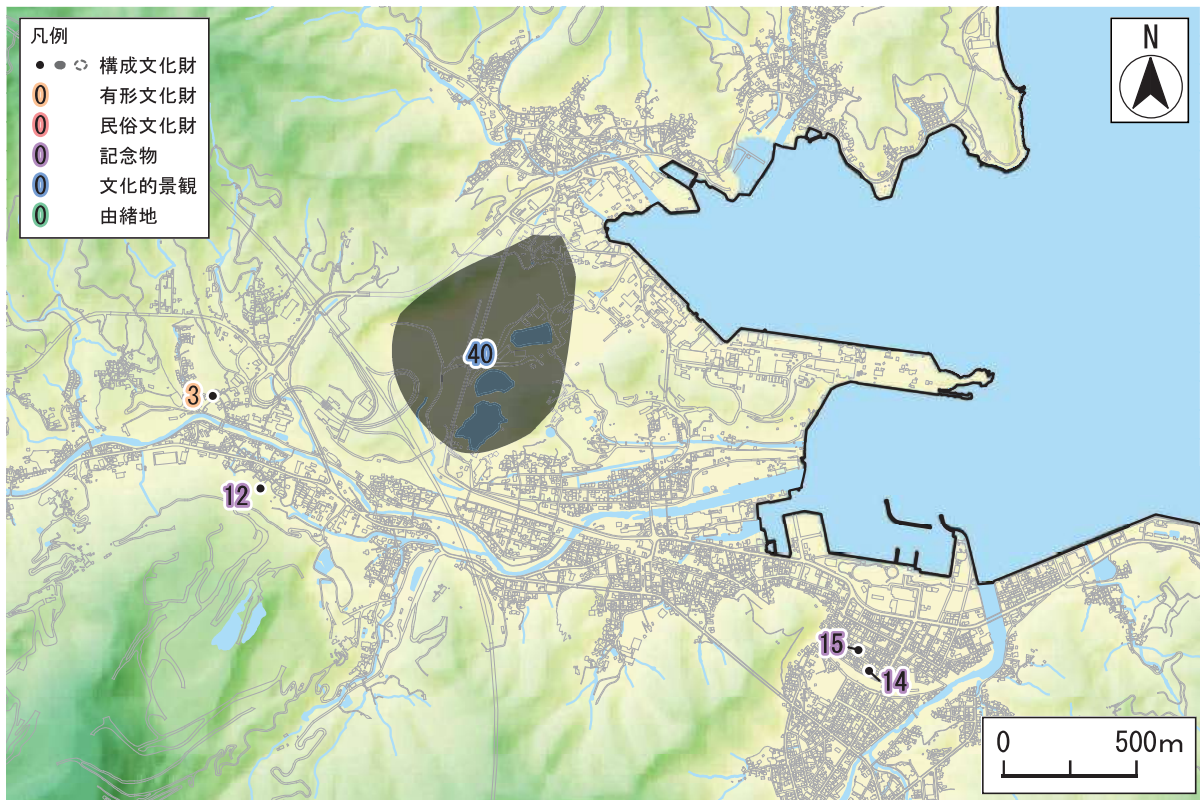 凡例
構成文化財
0 有形文化財
0 民俗文化財
0 記念物
0 文化的景観
0 由緒地
N
40
3
12
15
14
0 500m